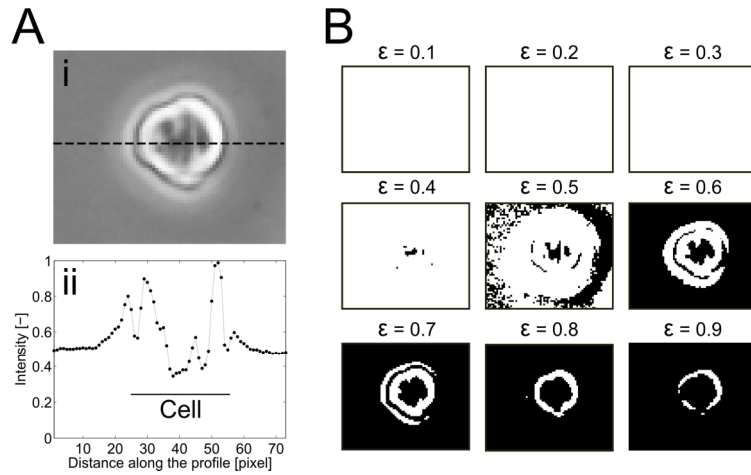 A
B
i
ε = 0.1
ε = 0.2
ε = 0.3
ε = 0.4
ε = 0.5
ε = 0.6
ii
1
0.8
0.6
0.4
0.2
0
Intensity [–]
Cell
10 20 30 40 50 60 70
Distance along the profile [pixel]
ε = 0.7
ε = 0.8
ε = 0.9